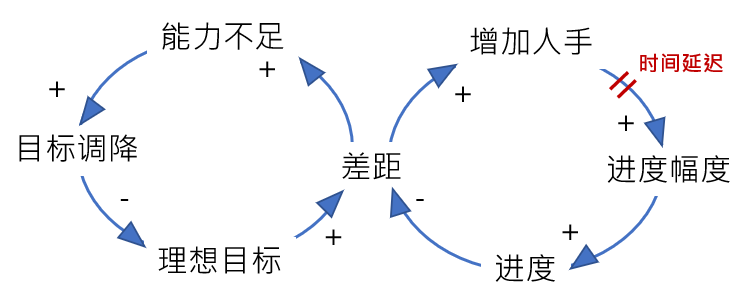 能力不足
增加人手
时间延迟
+
+
+
+
+
目标调降
差距
进度幅度
-
-
+
+
理想目标
进度